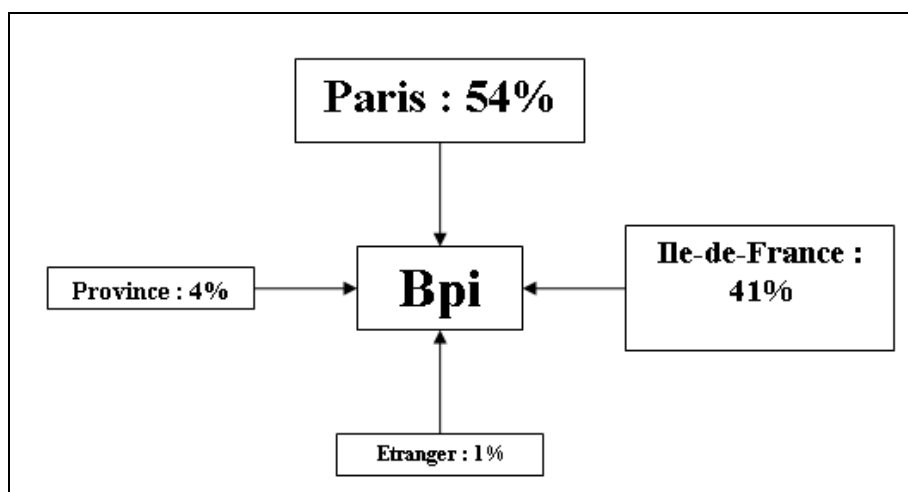 Paris : 54%
Province : 4%
Bpi
Ile-de-France :
41%
Etranger : 1%